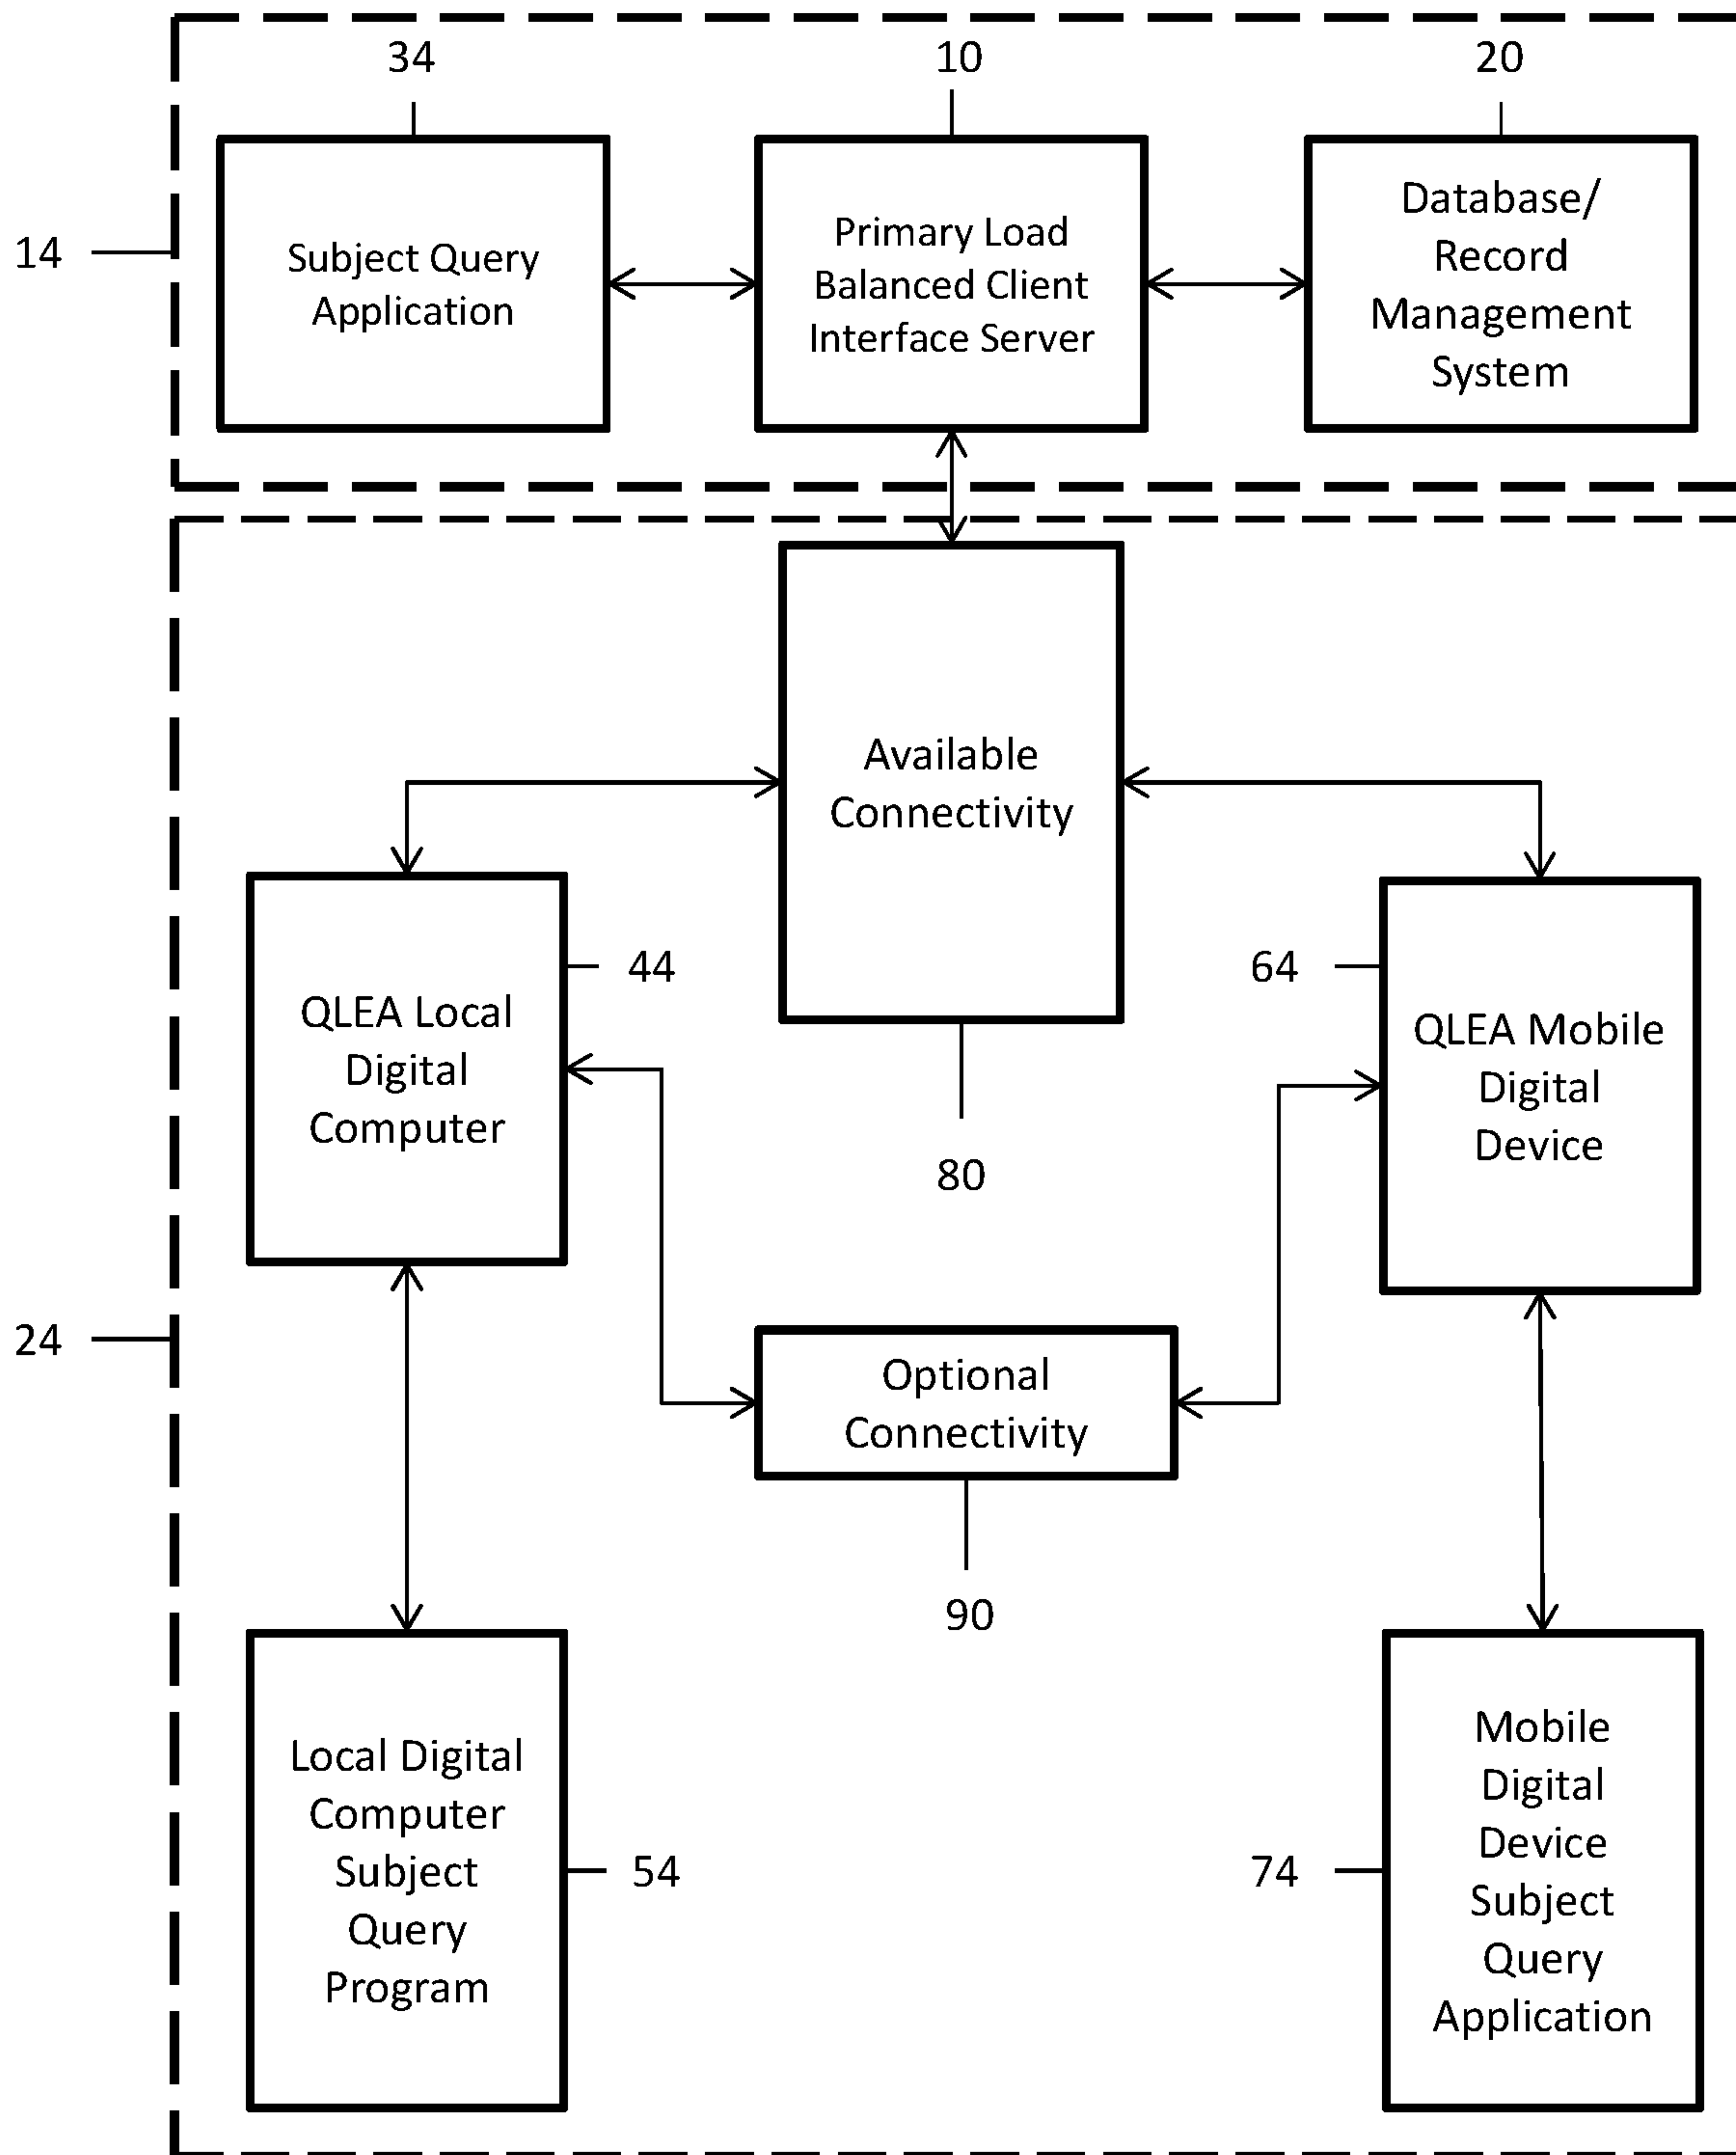 34
10
20
14
Subject Query
Application
Primary Load
Balanced Client
Interface Server
Database/
Record
Management
System
Available
Connectivity
80
44
QLEA Local
Digital
Computer
64
QLEA Mobile
Digital
Device
24
Optional
Connectivity
90
Local Digital
Computer
Subject
Query
Program
54
74
Mobile
Digital
Device
Subject
Query
Application